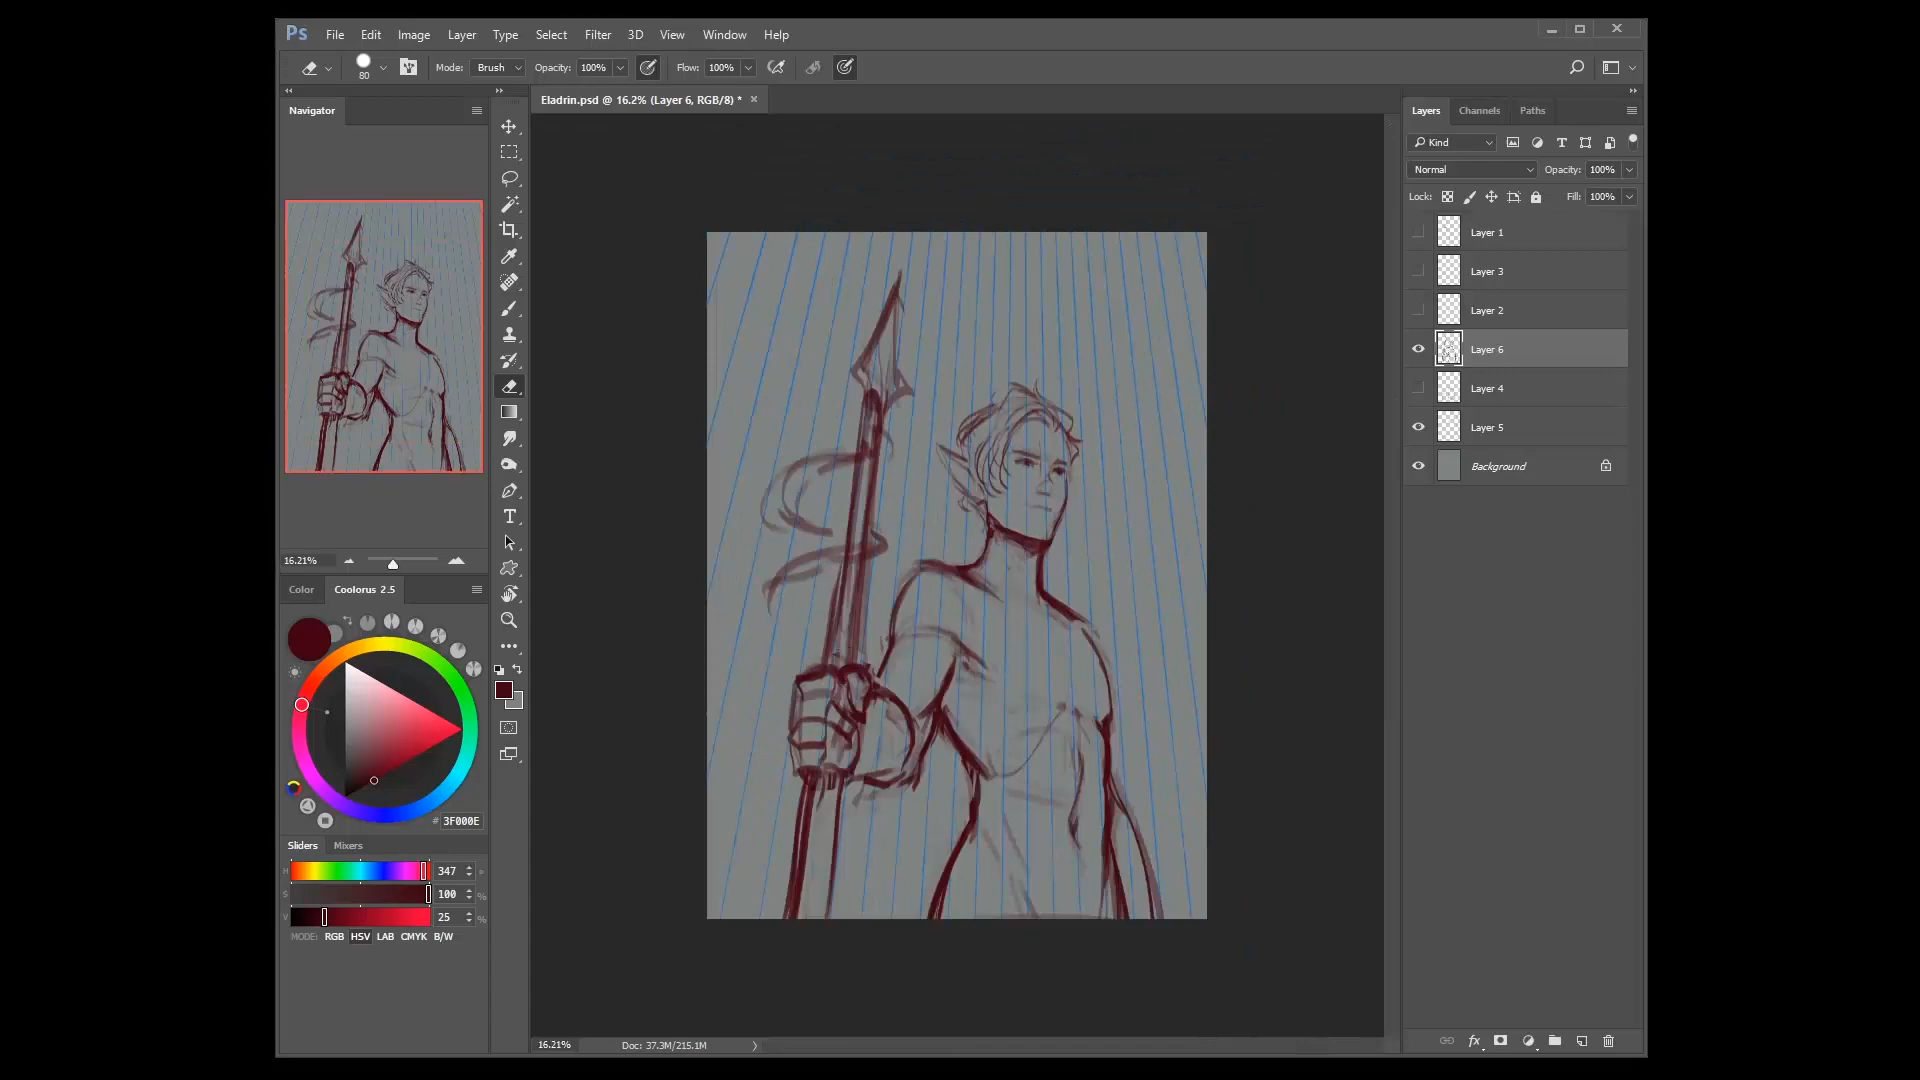 Ps File Edit Image Layer Type Select Filter 3D View Window Help
80 Mode: Brush Opacity: 100% Flow: 100%
Navigator
Eladrin.psd @ 16.2% (Layer 6, RGB/8) *
Layers Channels Paths
Kind
Normal Opacity: 100%
Lock: Fill: 100%
Layer 1
Layer 3
Layer 2
Layer 6
Layer 4
Layer 5
Background
16.21%
Color Coolorus 2.5
# 3F000E
Sliders Mixers
H 347 °
S 100 %
V 25 %
MODE: RGB HSV LAB CMYK B/W
16.21% Doc: 37.3M/215.1M
fx